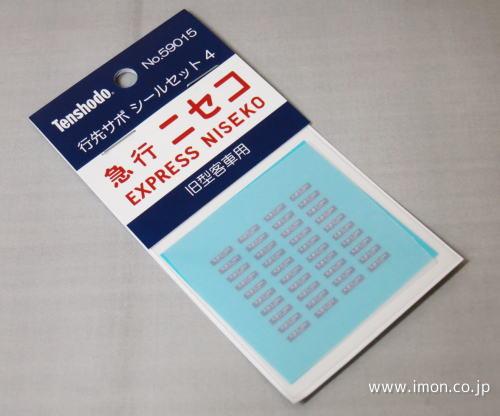 Tenshodo
No.59015
行先サボ シールセット 4
急行 ニセコ
EXPRESS NISEKO
旧型客車用
www.imon.co.jp